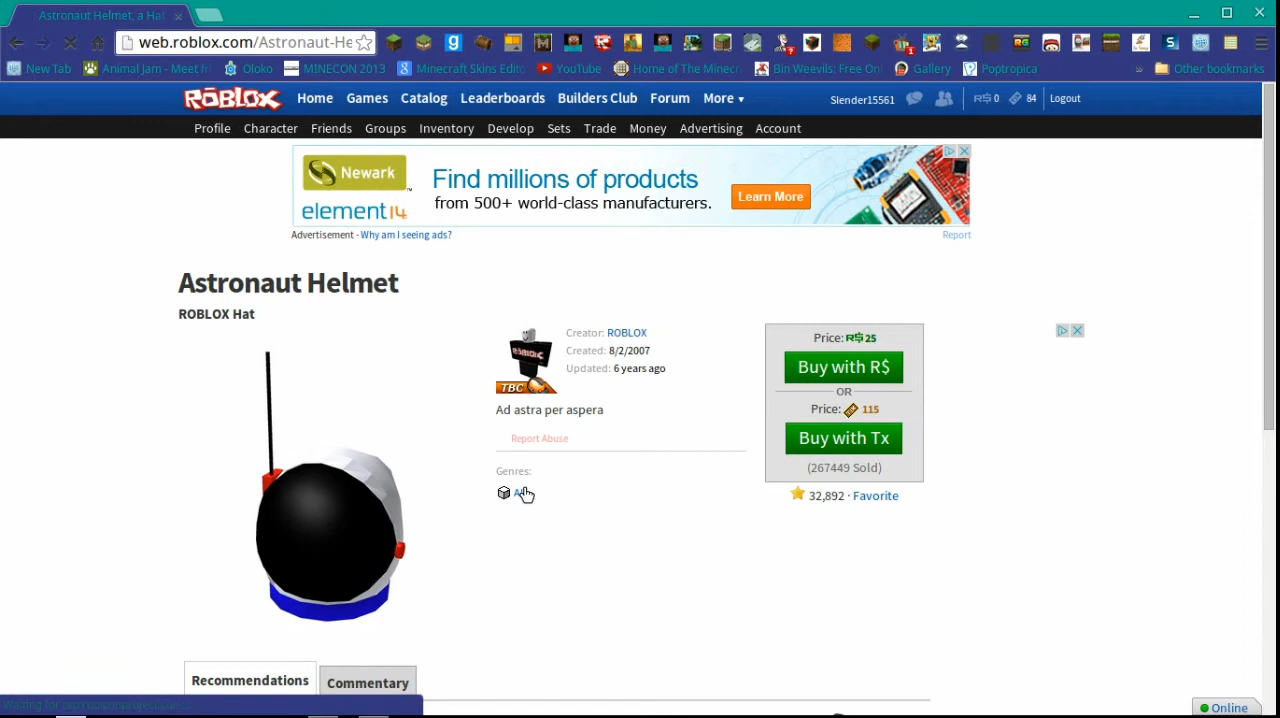 Astronaut Helmet, a Hat
web.roblox.com/Astronaut-He
New Tab
Animal Jam - Meet fr
Oloko
MINECON 2013
Minecraft Skins Edit
YouTube
Home of The Minecr
Bin Weevils: Free Onl
Gallery
Poptropica
»
Other bookmarks
ROBLOX
Home
Games
Catalog
Leaderboards
Builders Club
Forum
More
Slender15561
R$ 0
84
Logout
Profile
Character
Friends
Groups
Inventory
Develop
Sets
Trade
Money
Advertising
Account
Newark
element14
Find millions of products
from 500+ world-class manufacturers.
Learn More
Advertisement - Why am I seeing ads?
Report
Astronaut Helmet
ROBLOX Hat
ROBLOX
TBC
Creator: ROBLOX
Created: 8/2/2007
Updated: 6 years ago
Ad astra per aspera
Report Abuse
Genres:
Price: R$ 25
Buy with R$
OR
Price: 115
Buy with Tx
(267449 Sold)
32,892 · Favorite
Recommendations
Commentary
Online